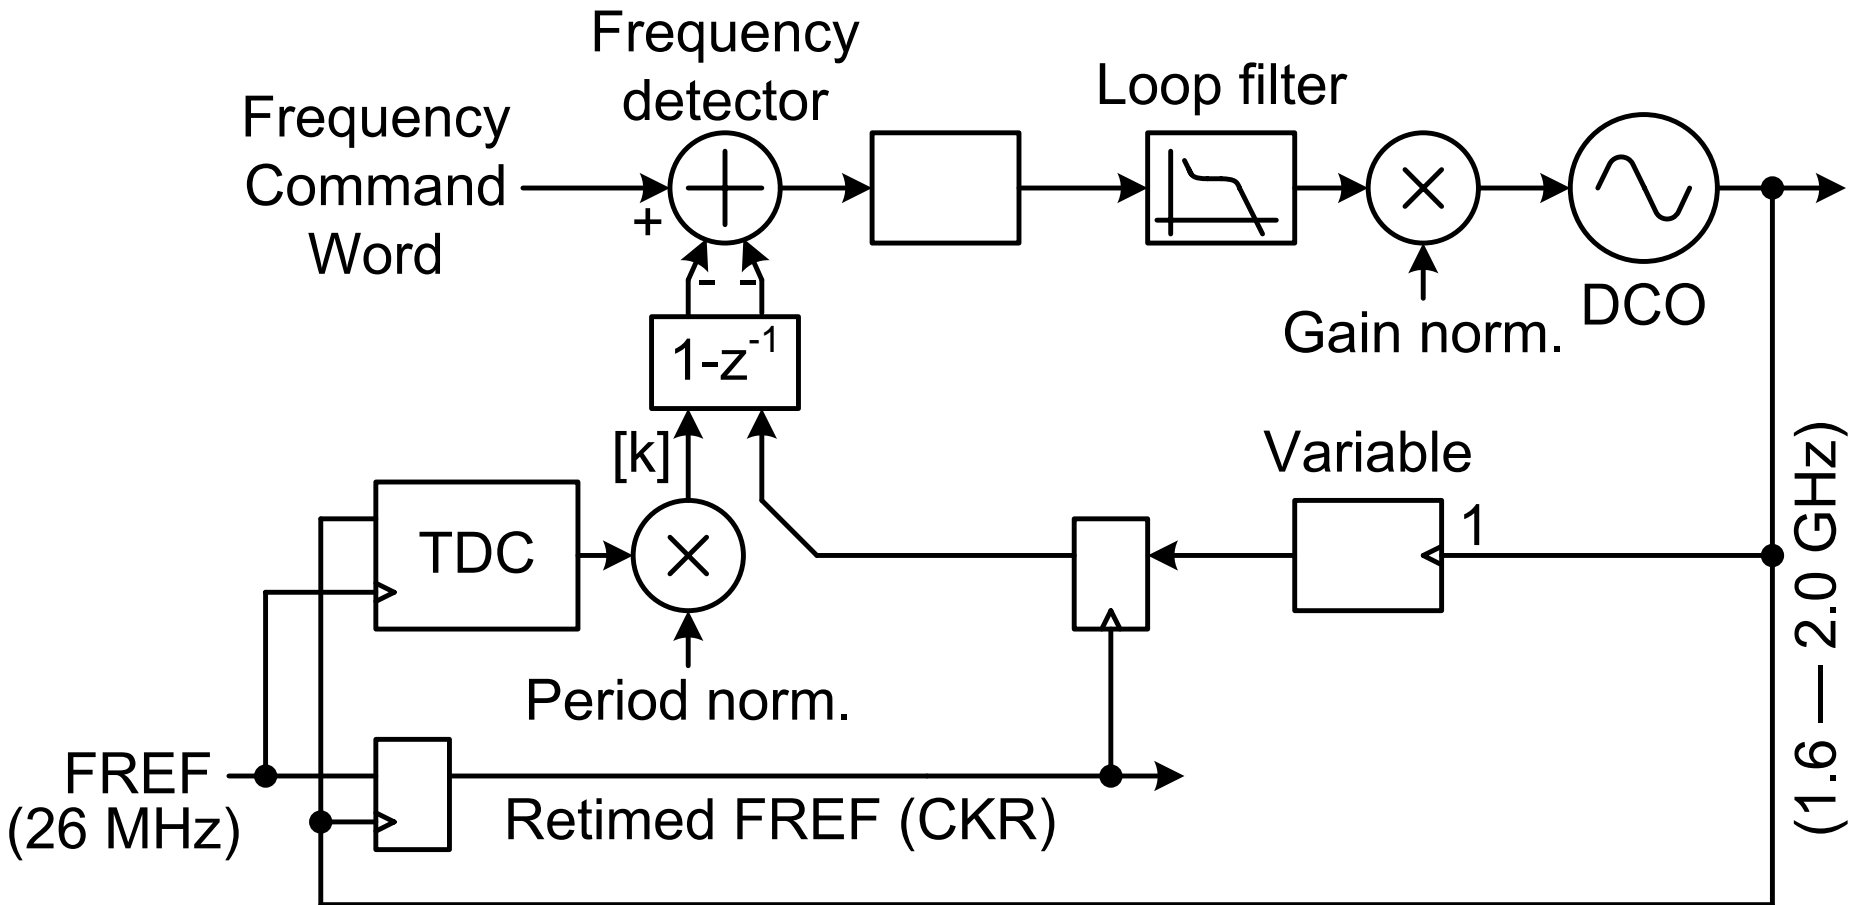 Frequency
detector
Loop filter
Frequency
Command
Word
+
- -
DCO
Gain norm.
1-z⁻¹
[k]
Variable
1
TDC
Period norm.
(1.6 — 2.0 GHz)
FREF
(26 MHz)
Retimed FREF (CKR)